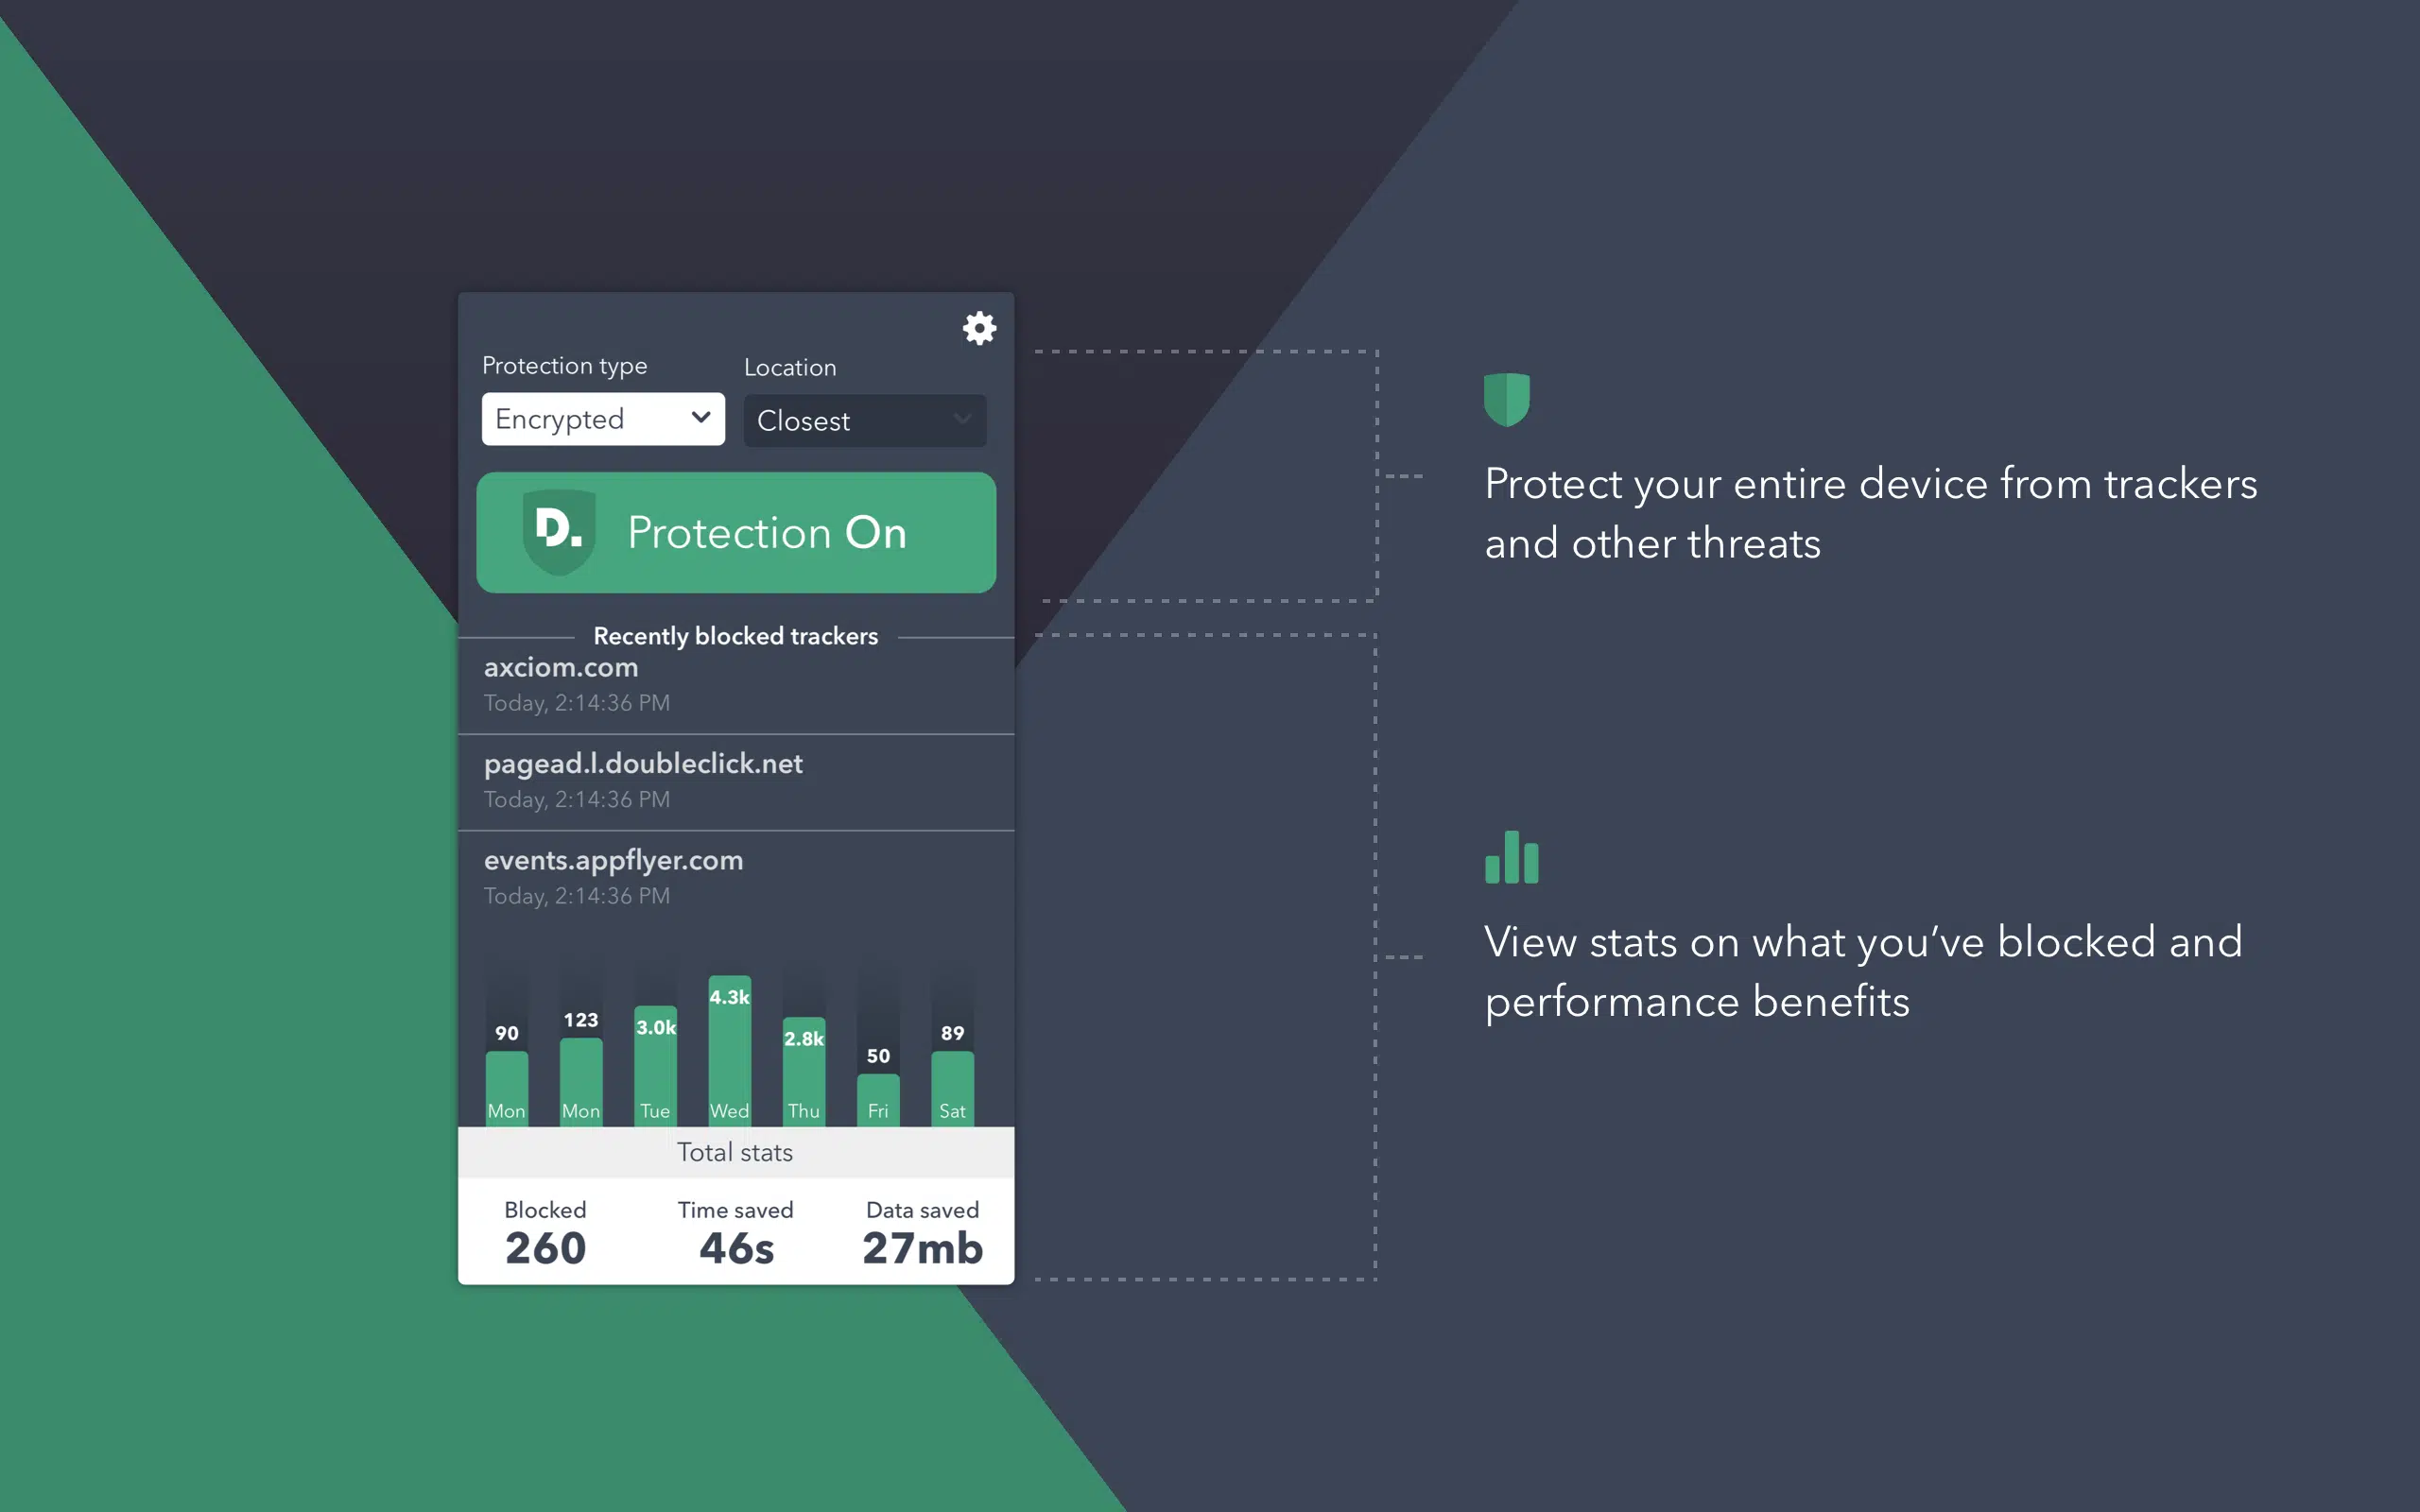 Protection type
Location
Encrypted
Closest
D.
Protection On
Recently blocked trackers
axciom.com
Today, 2:14:36 PM
pagead.l.doubleclick.net
Today, 2:14:36 PM
events.appflyer.com
Today, 2:14:36 PM
90
123
3.0k
4.3k
2.8k
50
89
Mon
Mon
Tue
Wed
Thu
Fri
Sat
Total stats
Blocked
Time saved
Data saved
260
46s
27mb
Protect your entire device from trackers
and other threats
View stats on what you’ve blocked and
performance benefits